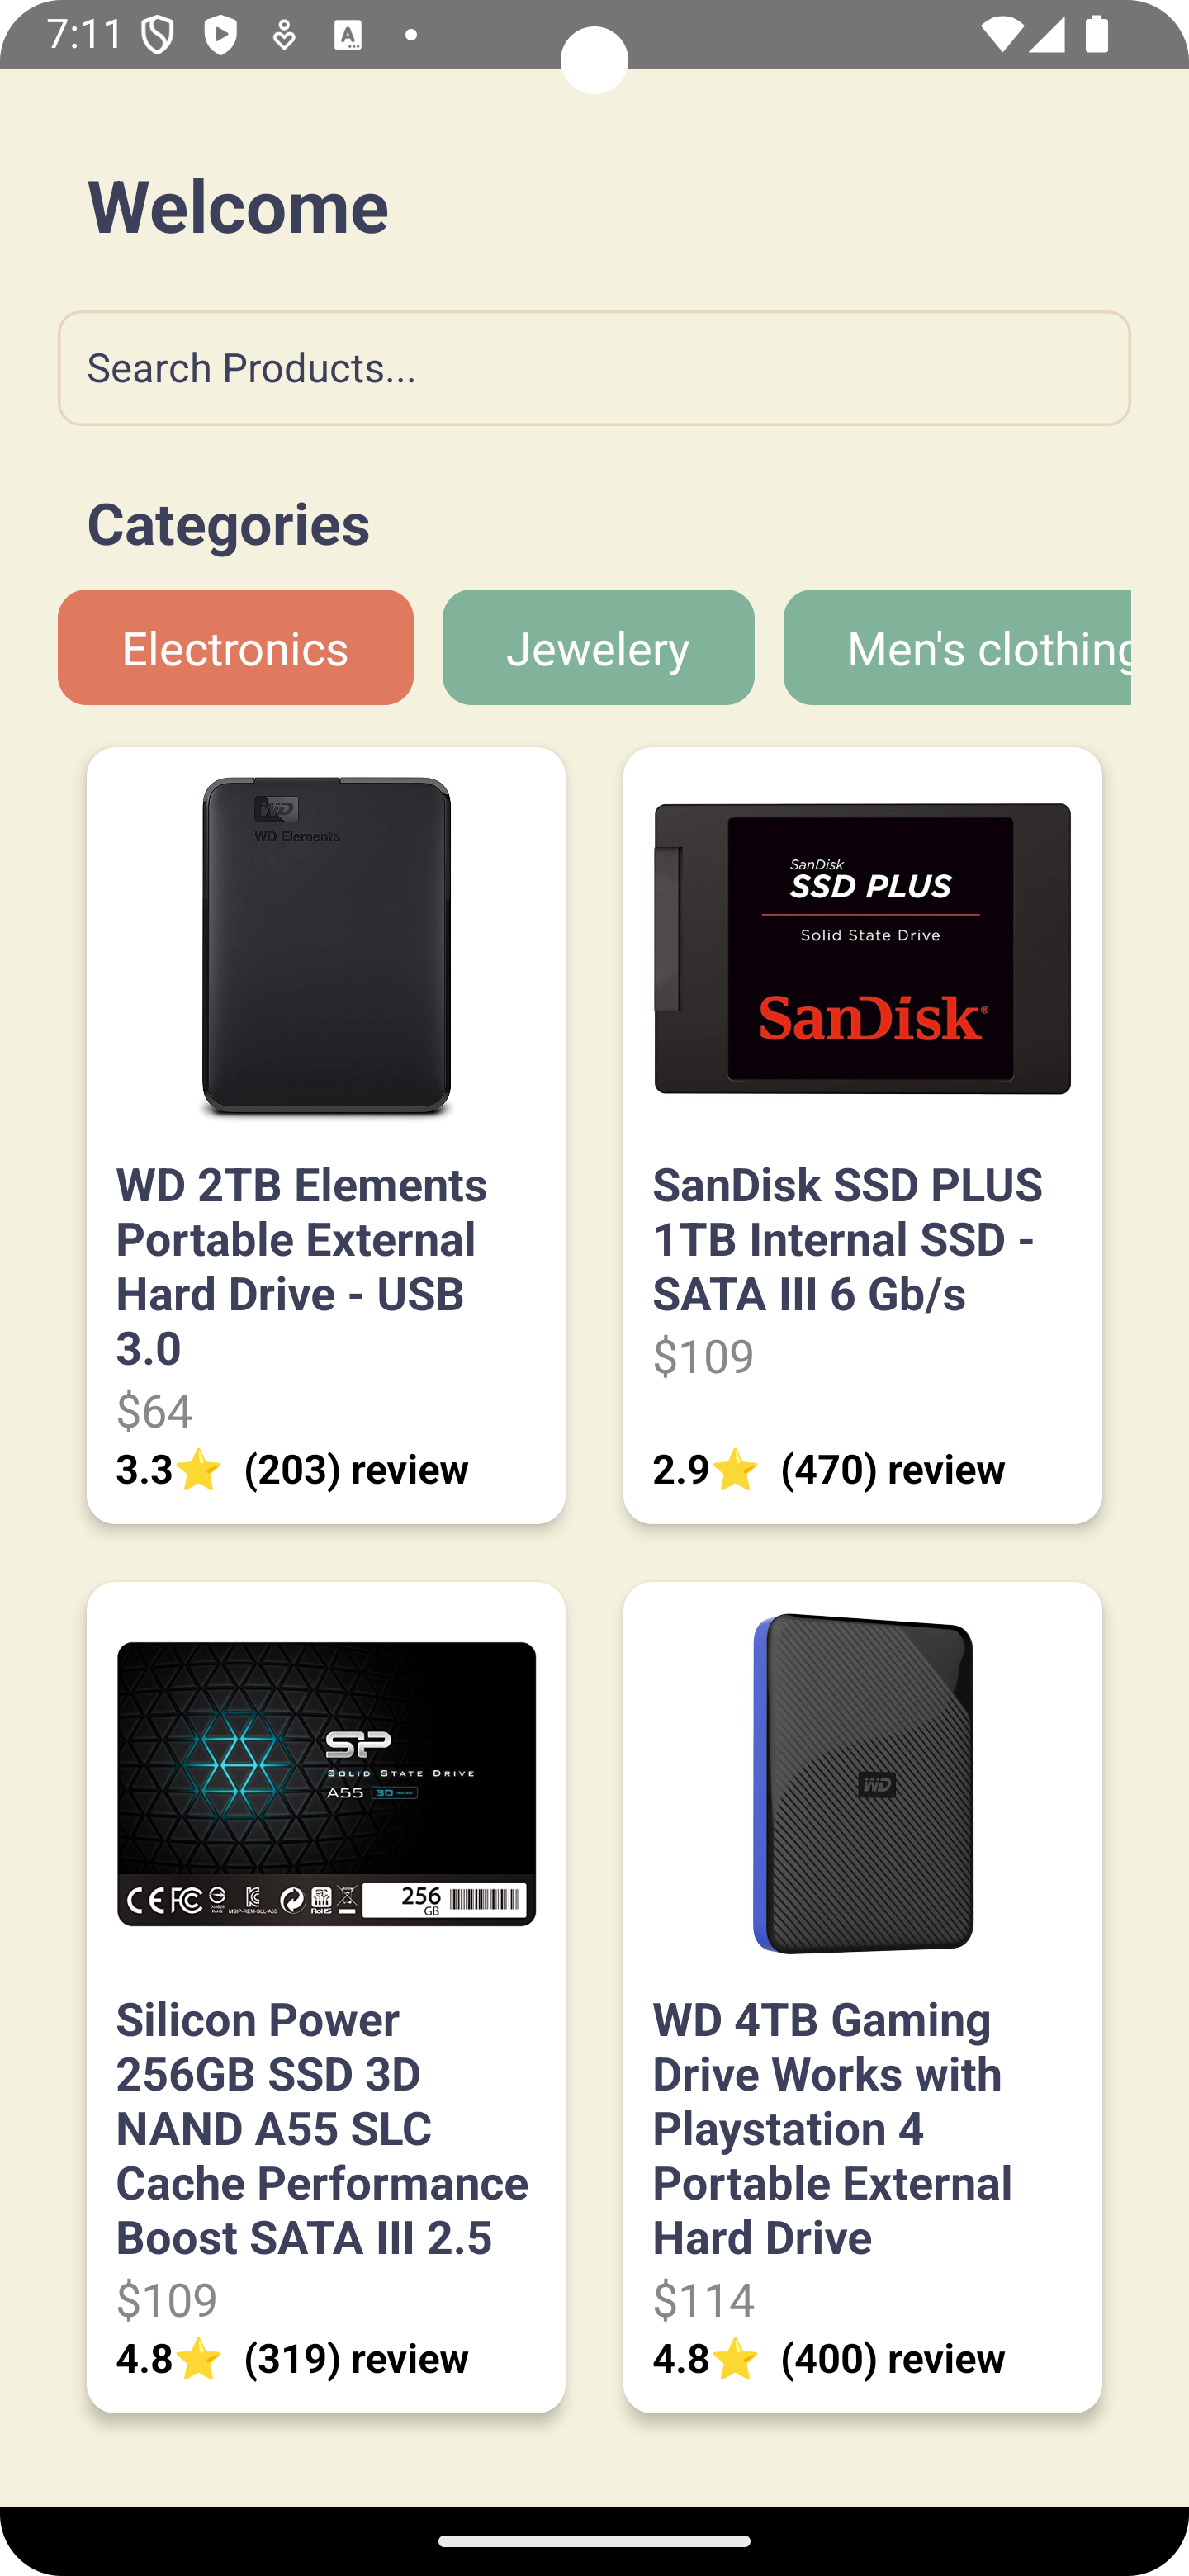 7:11
Welcome
Search Products...
Categories
Electronics
Jewelery
Men's clothing
WD
WD Elements
SanDisk
SSD PLUS
Solid State Drive
SanDisk®
WD 2TB Elements
Portable External
Hard Drive - USB
3.0
$64
3.3⭐ (203) review
SanDisk SSD PLUS
1TB Internal SSD -
SATA III 6 Gb/s
$109
2.9⭐ (470) review
SP
SOLID STATE DRIVE
A55 3D NAND
CE FC
RoHS
256
GB
WD
Silicon Power
256GB SSD 3D
NAND A55 SLC
Cache Performance
Boost SATA III 2.5
$109
4.8⭐ (319) review
WD 4TB Gaming
Drive Works with
Playstation 4
Portable External
Hard Drive
$114
4.8⭐ (400) review